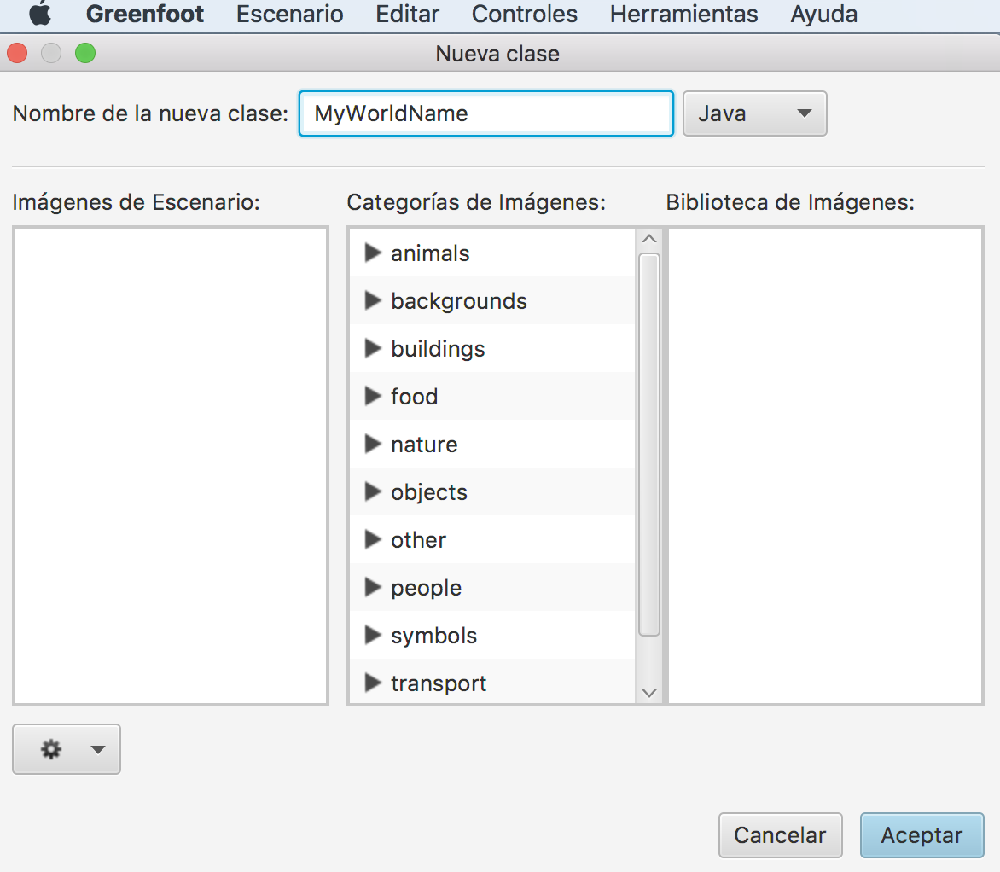 Greenfoot Escenario Editar Controles Herramientas Ayuda
Nueva clase
Nombre de la nueva clase: MyWorldName Java
Imágenes de Escenario: Categorías de Imágenes: Biblioteca de Imágenes:
animals
backgrounds
buildings
food
nature
objects
other
people
symbols
transport
Cancelar Aceptar